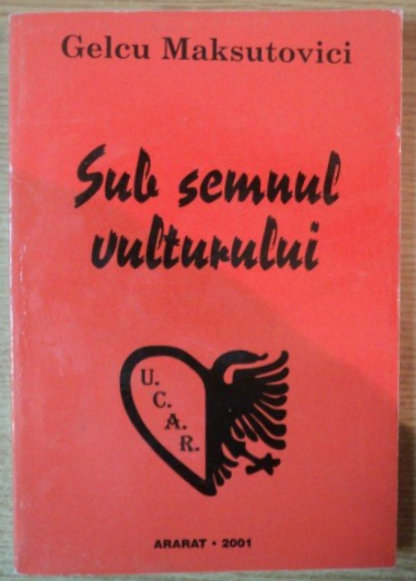 Gelcu Maksutovici
Sub semnul
vulturului
U.
C.
A.
R.
ARARAT • 2001